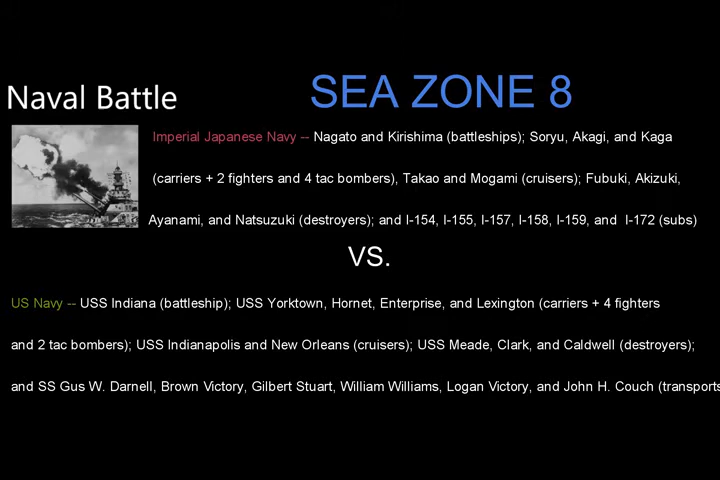 SEA ZONE 8
Naval Battle
Imperial Japanese Navy -- Nagato and Kirishima (battleships); Soryu, Akagi, and Kaga
(carriers + 2 fighters and 4 tac bombers), Takao and Mogami (cruisers); Fubuki, Akizuki,
Ayanami, and Natsuzuki (destroyers); and I-154, I-155, I-157, I-158, I-159, and I-172 (subs)
VS.
US Navy -- USS Indiana (battleship); USS Yorktown, Hornet, Enterprise, and Lexington (carriers + 4 fighters
and 2 tac bombers); USS Indianapolis and New Orleans (cruisers); USS Meade, Clark, and Caldwell (destroyers);
and SS Gus W. Darnell, Brown Victory, Gilbert Stuart, William Williams, Logan Victory, and John H. Couch (transports